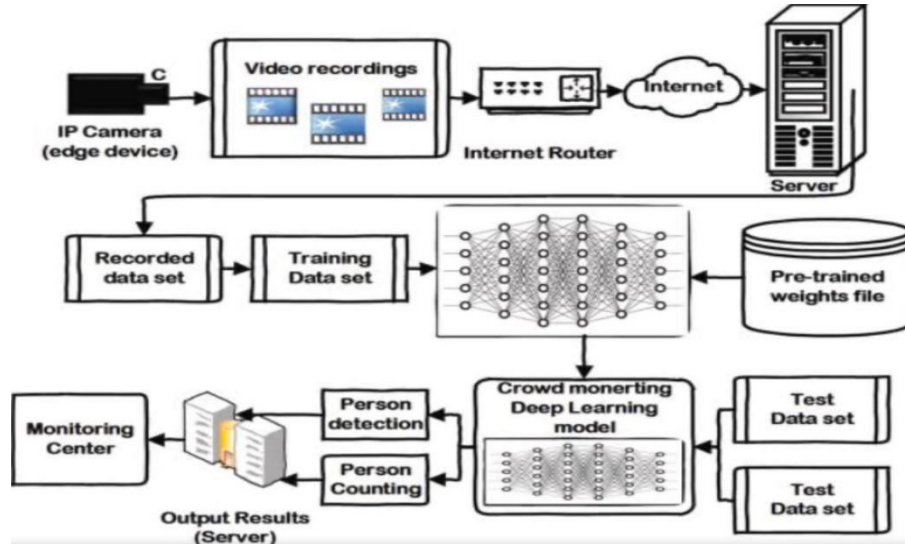 C
Video recordings
IP Camera
(edge device)
Internet Router
Internet
Server
Recorded
data set
Training
Data set
Pre-trained
weights file
Crowd monerting
Deep Learning
model
Test
Data set
Test
Data set
Person
detection
Person
Counting
Monitoring
Center
Output Results
(Server)